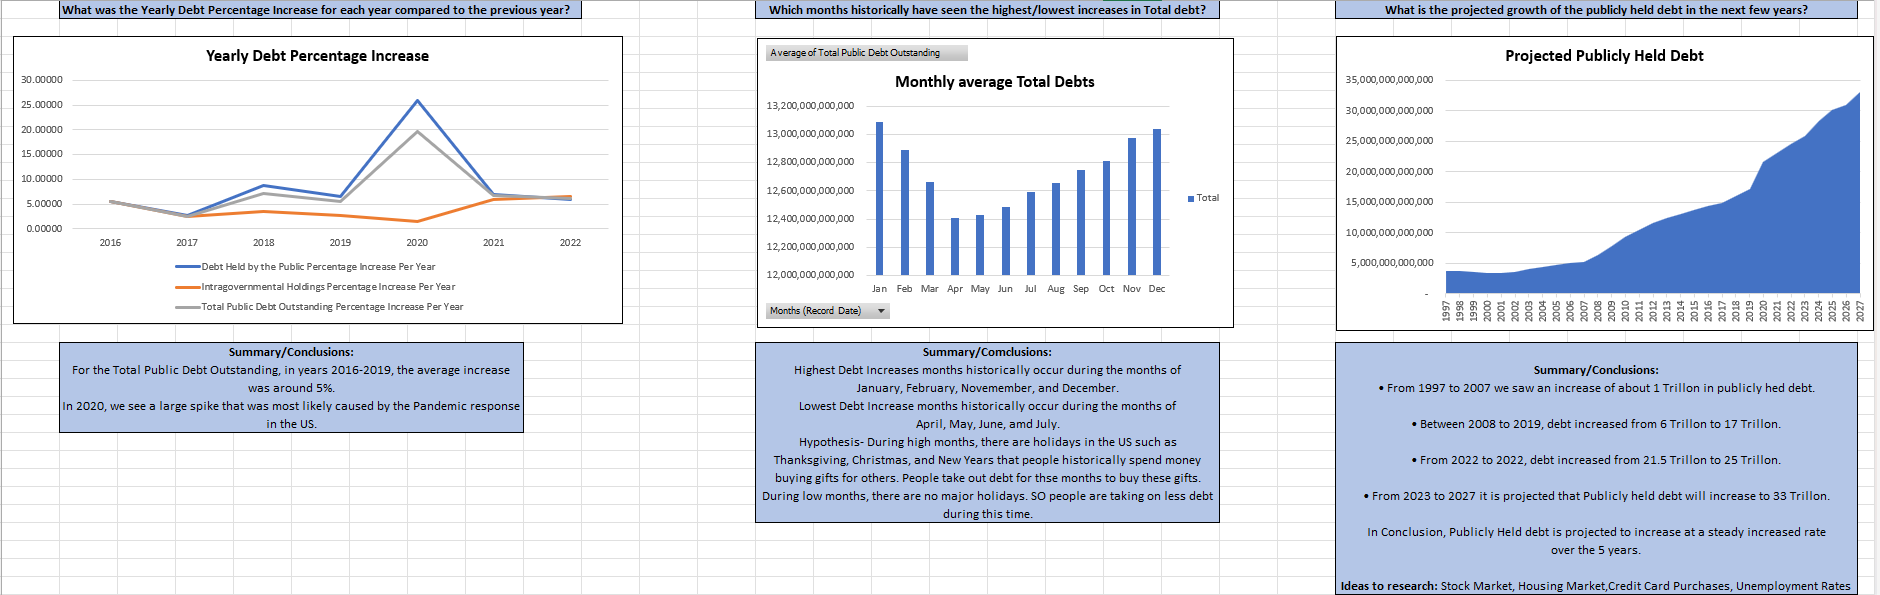 What was the Yearly Debt Percentage Increase for each year compared to the previous year?
Yearly Debt Percentage Increase
30.00000
25.00000
20.00000
15.00000
10.00000
5.00000
0.00000
2016 2017 2018 2019 2020 2021 2022
Debt Held by the Public Percentage Increase Per Year
Intragovernmental Holdings Percentage Increase Per Year
Total Public Debt Outstanding Percentage Increase Per Year
Summary/Conclusions:
For the Total Public Debt Outstanding, in years 2016-2019, the average increase
was around 5%.
In 2020, we see a large spike that was most likely caused by the Pandemic response
in the US.
Which months historically have seen the highest/lowest increases in Total debt?
Average of Total Public Debt Outstanding
Monthly average Total Debts
13,200,000,000,000
13,000,000,000,000
12,800,000,000,000
12,600,000,000,000
12,400,000,000,000
12,200,000,000,000
12,000,000,000,000
Jan Feb Mar Apr May Jun Jul Aug Sep Oct Nov Dec
Total
Months (Record Date)
Summary/Comclusions:
Highest Debt Increases months historically occur during the months of
January, February, Novemember, and December.
Lowest Debt Increase months historically occur during the months of
April, May, June, amd July.
Hypothesis- During high months, there are holidays in the US such as
Thanksgiving, Christmas, and New Years that people historically spend money
buying gifts for others. People take out debt for thse months to buy these gifts.
During low months, there are no major holidays. SO people are taking on less debt
during this time.
What is the projected growth of the publicly held debt in the next few years?
Projected Publicly Held Debt
35,000,000,000,000
30,000,000,000,000
25,000,000,000,000
20,000,000,000,000
15,000,000,000,000
10,000,000,000,000
5,000,000,000,000
-
1997 1998 1999 2000 2001 2002 2003 2004 2005 2006 2007 2008 2009 2010 2011 2012 2013 2014 2015 2016 2017 2018 2019 2020 2021 2022 2023 2024 2025 2026 2027
Summary/Conclusions:
• From 1997 to 2007 we saw an increase of about 1 Trillon in publicly hed debt.
• Between 2008 to 2019, debt increased from 6 Trillon to 17 Trillon.
• From 2022 to 2022, debt increased from 21.5 Trillon to 25 Trillon.
• From 2023 to 2027 it is projected that Publicly held debt will increase to 33 Trillon.
In Conclusion, Publicly Held debt is projected to increase at a steady increased rate
over the 5 years.
Ideas to research: Stock Market, Housing Market,Credit Card Purchases, Unemployment Rates